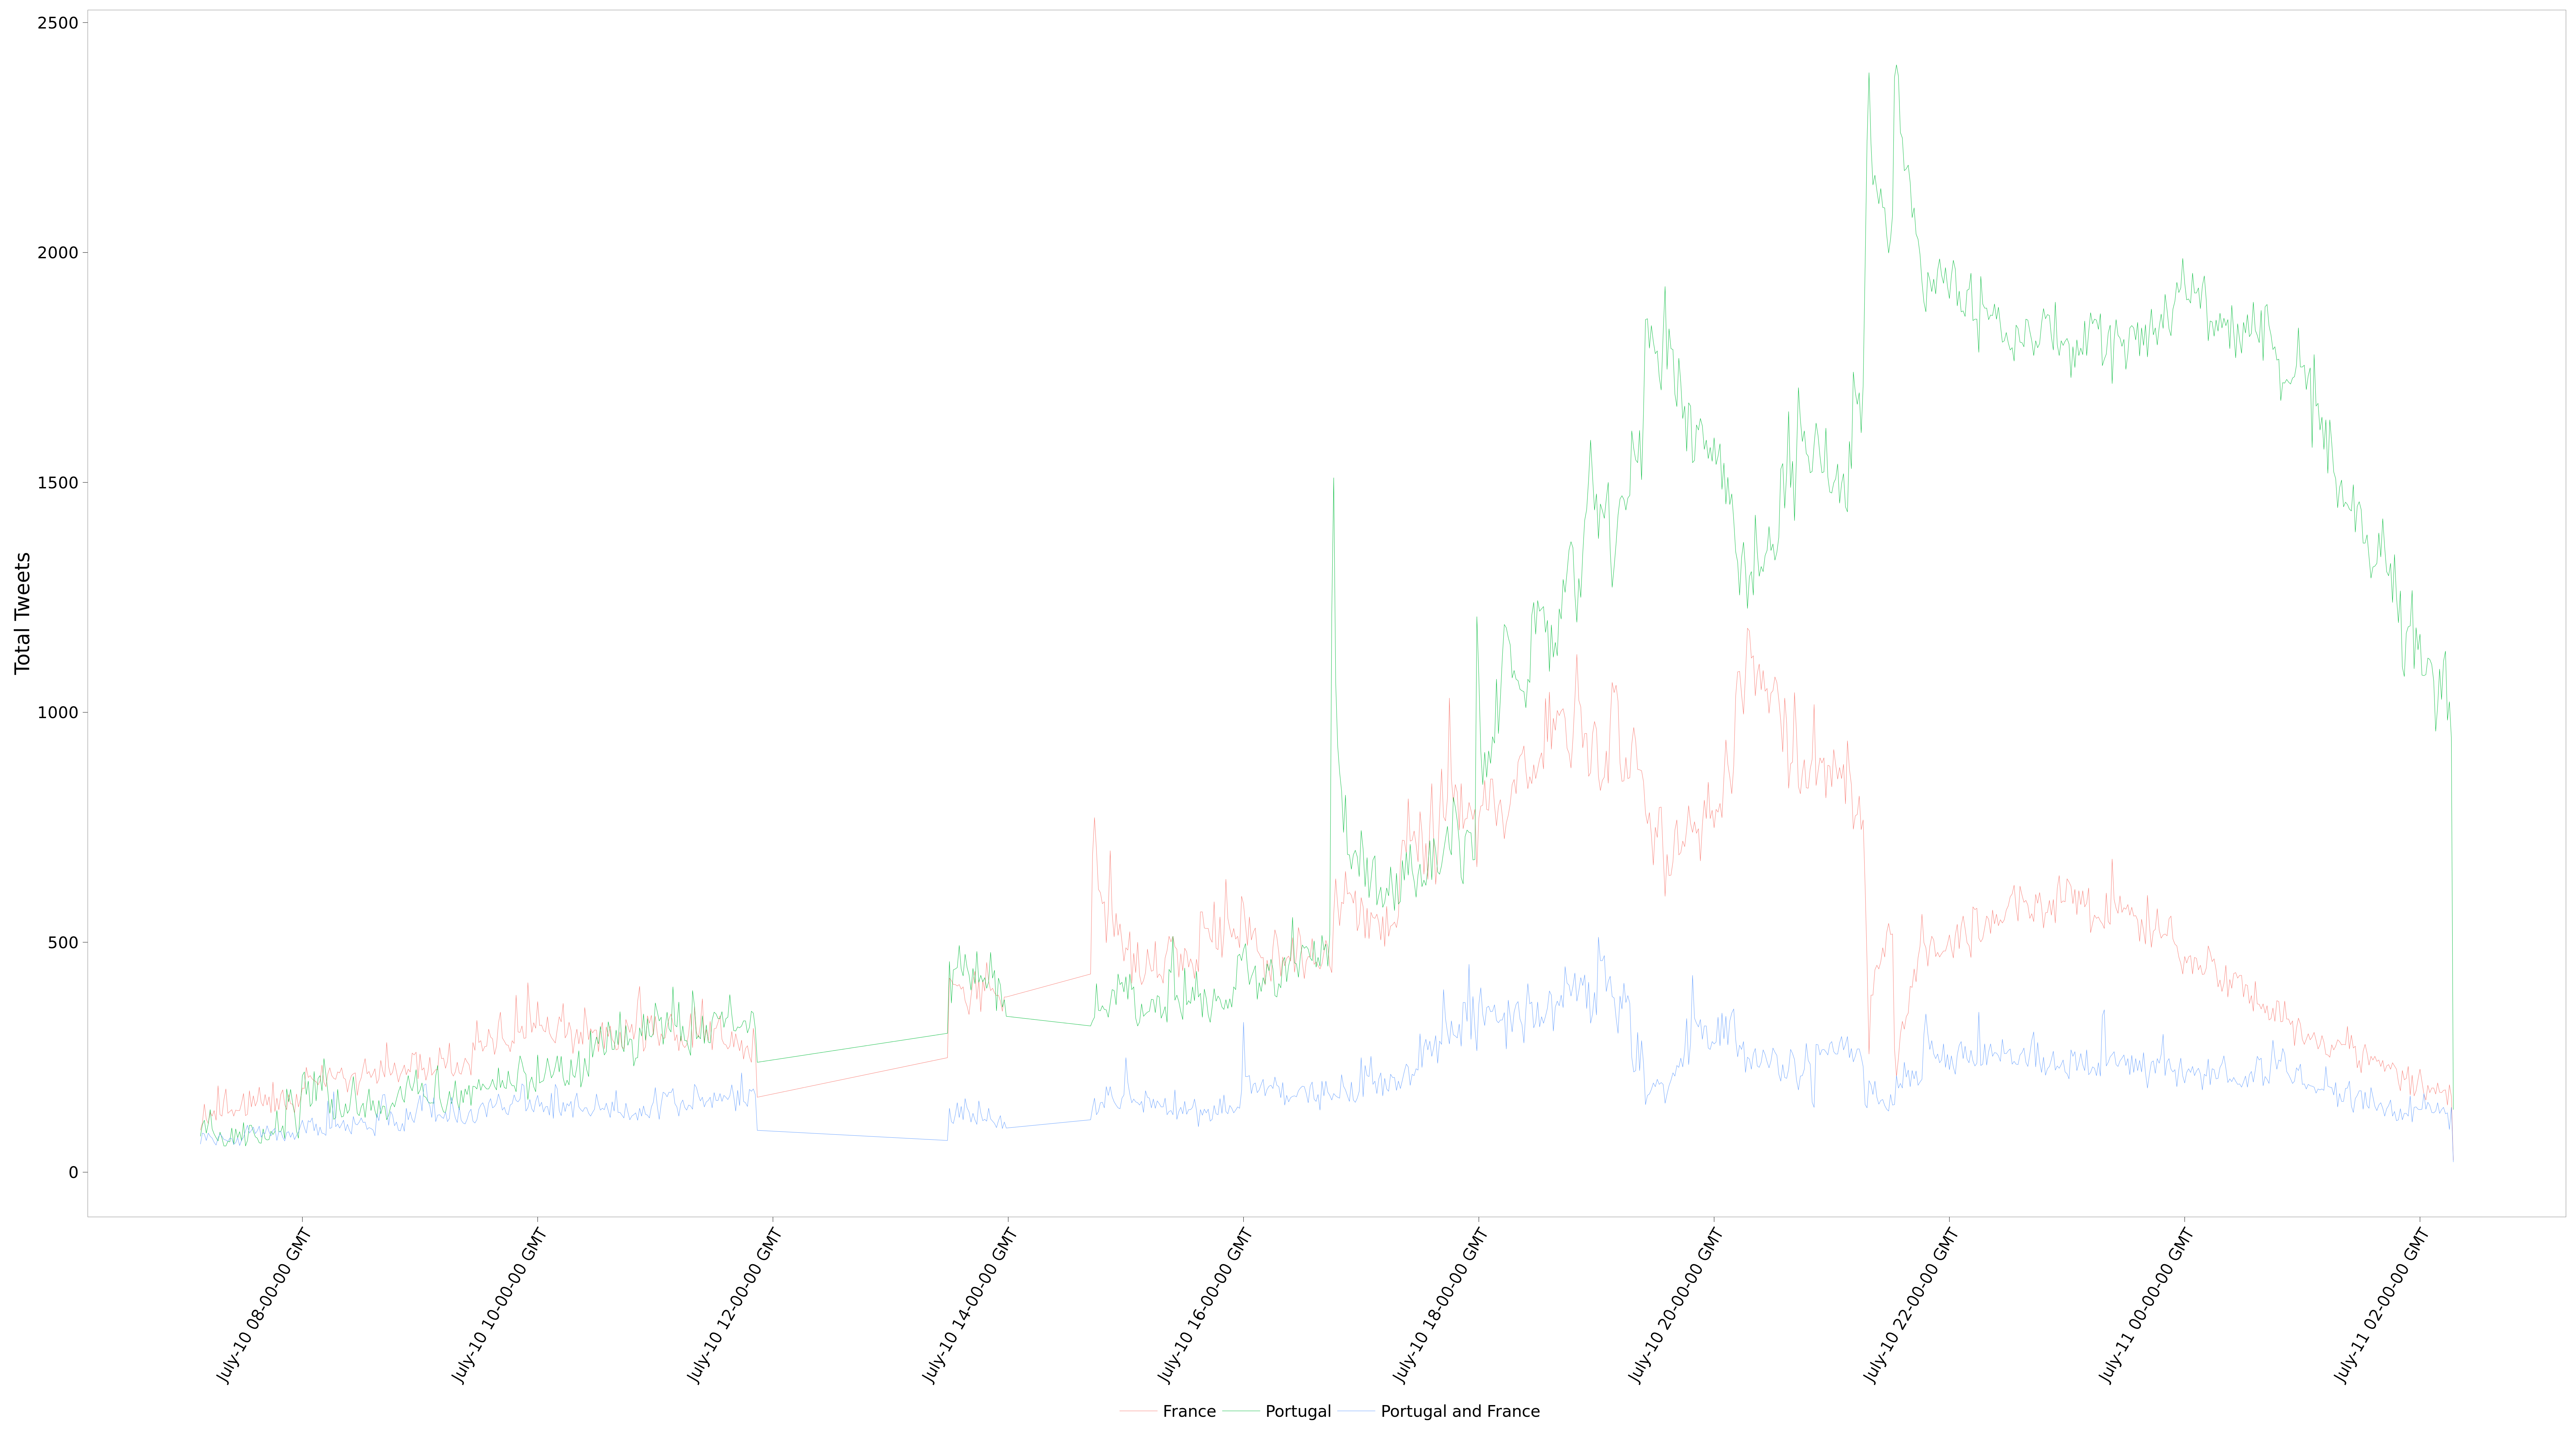 2500
2000
1500
1000
500
0
Total Tweets
July-10 08-00-00 GMT
July-10 10-00-00 GMT
July-10 12-00-00 GMT
July-10 14-00-00 GMT
July-10 16-00-00 GMT
July-10 18-00-00 GMT
July-10 20-00-00 GMT
July-10 22-00-00 GMT
July-11 00-00-00 GMT
July-11 02-00-00 GMT
France Portugal Portugal and France